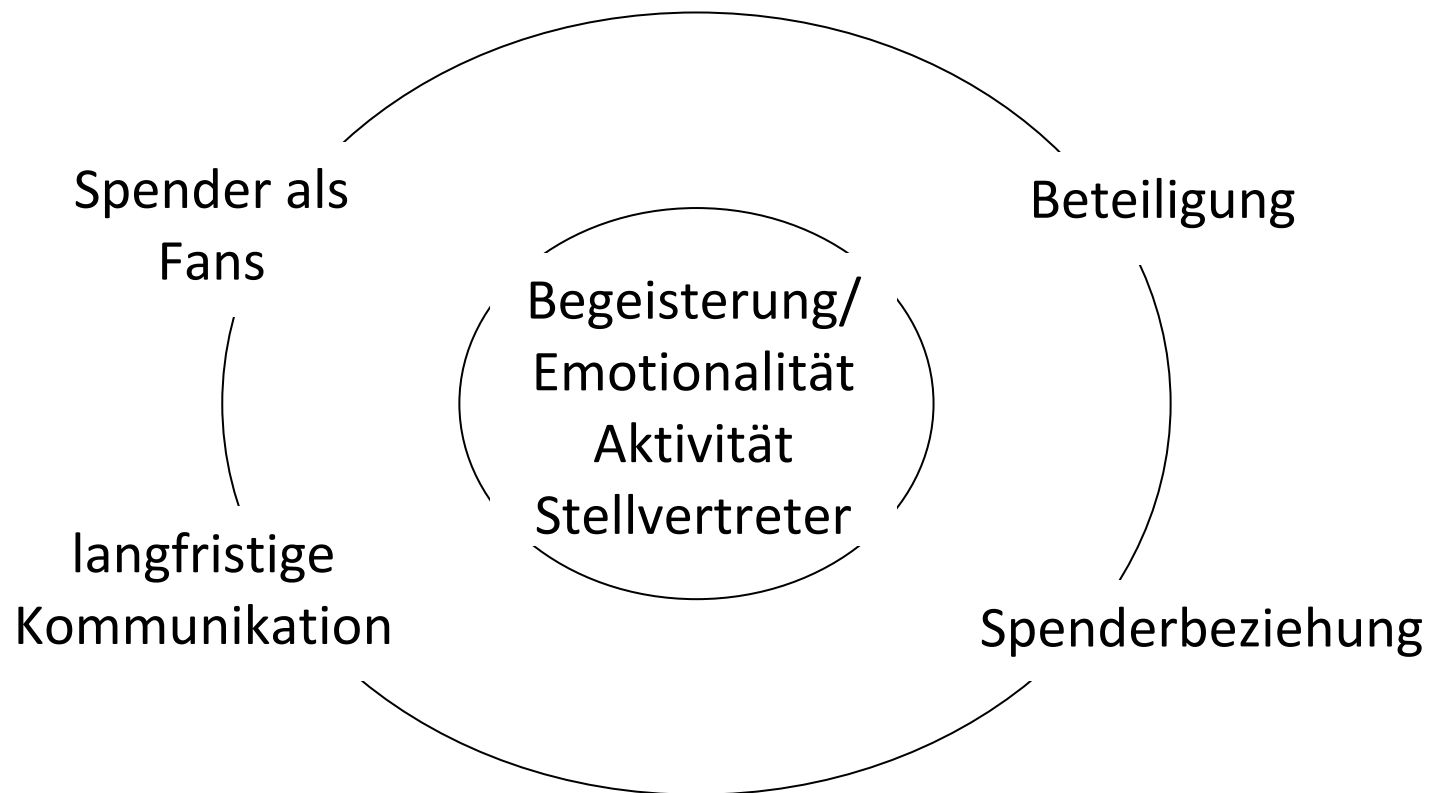 Spender als
Fans
Beteiligung
Begeisterung/
Emotionalität
Aktivität
Stellvertreter
langfristige
Kommunikation
Spenderbeziehung